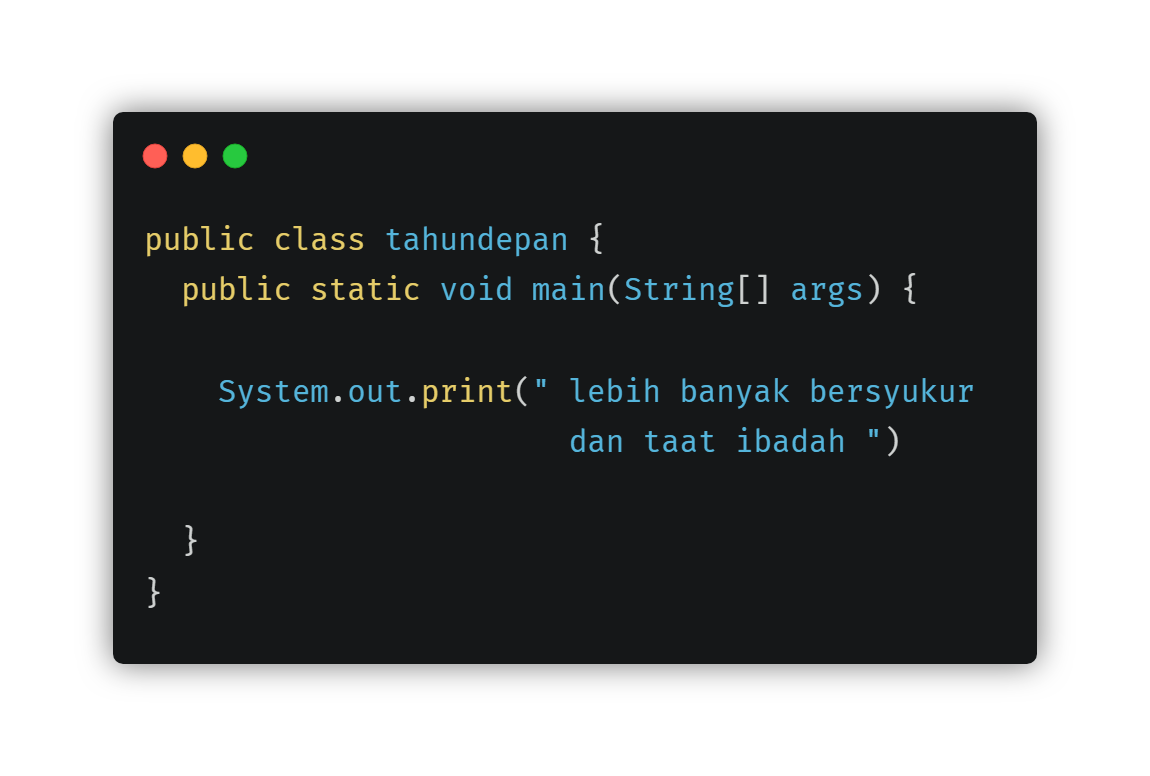 public class tahundepan {
  public static void main(String[] args) {
    System.out.print(" lebih banyak bersyukur
                       dan taat ibadah ")
  }
}